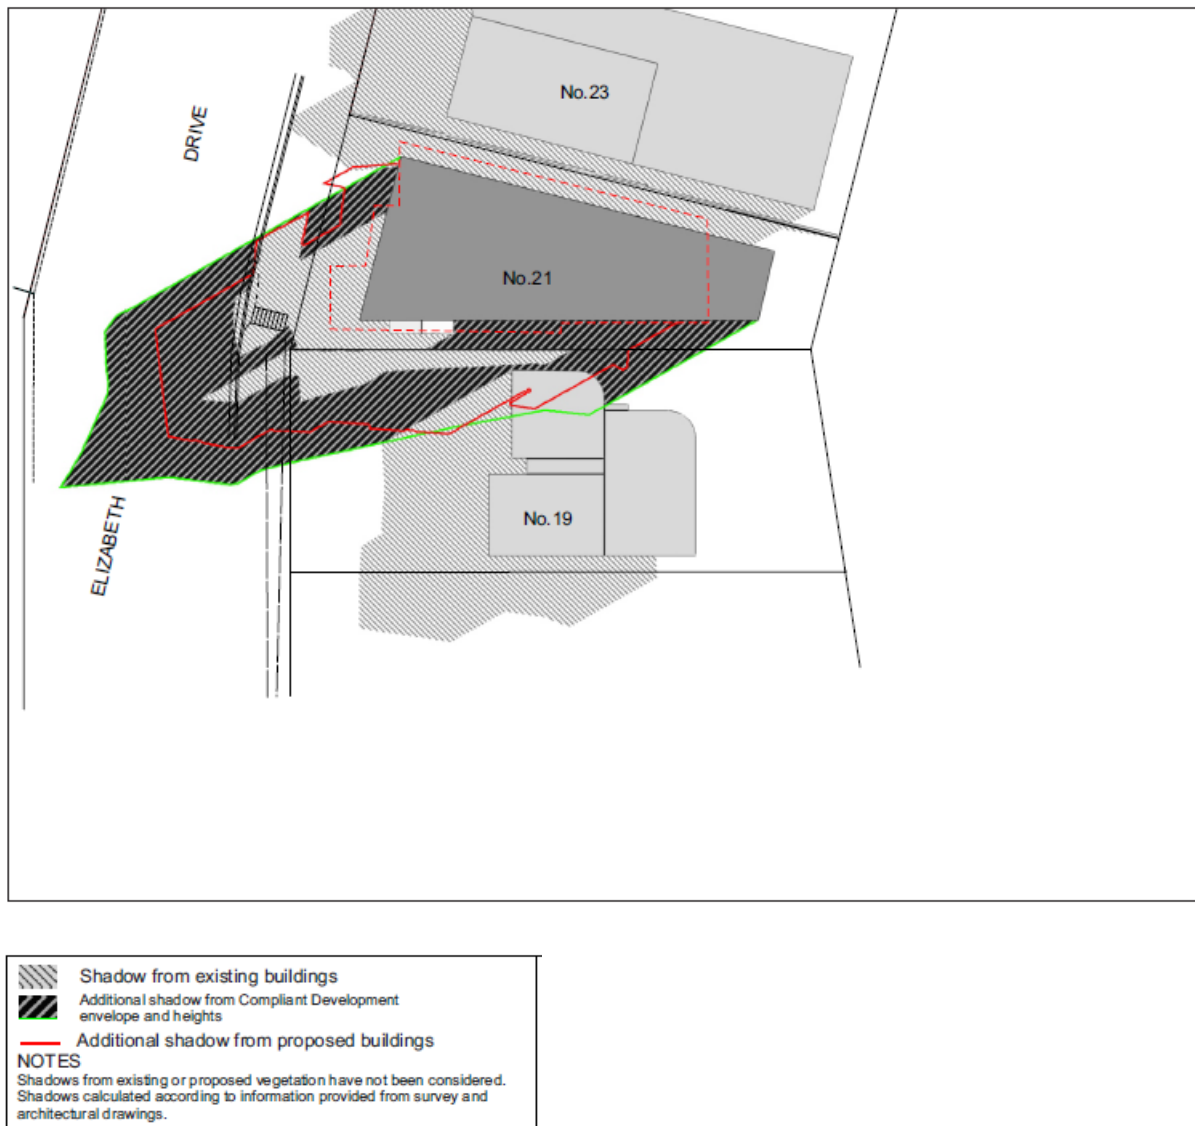 No.23
DRIVE
No.21
No.19
ELIZABETH
Shadow from existing buildings
Additional shadow from Compliant Development
envelope and heights
Additional shadow from proposed buildings
NOTES
Shadows from existing or proposed vegetation have not been considered.
Shadows calculated according to information provided from survey and
architectural drawings.